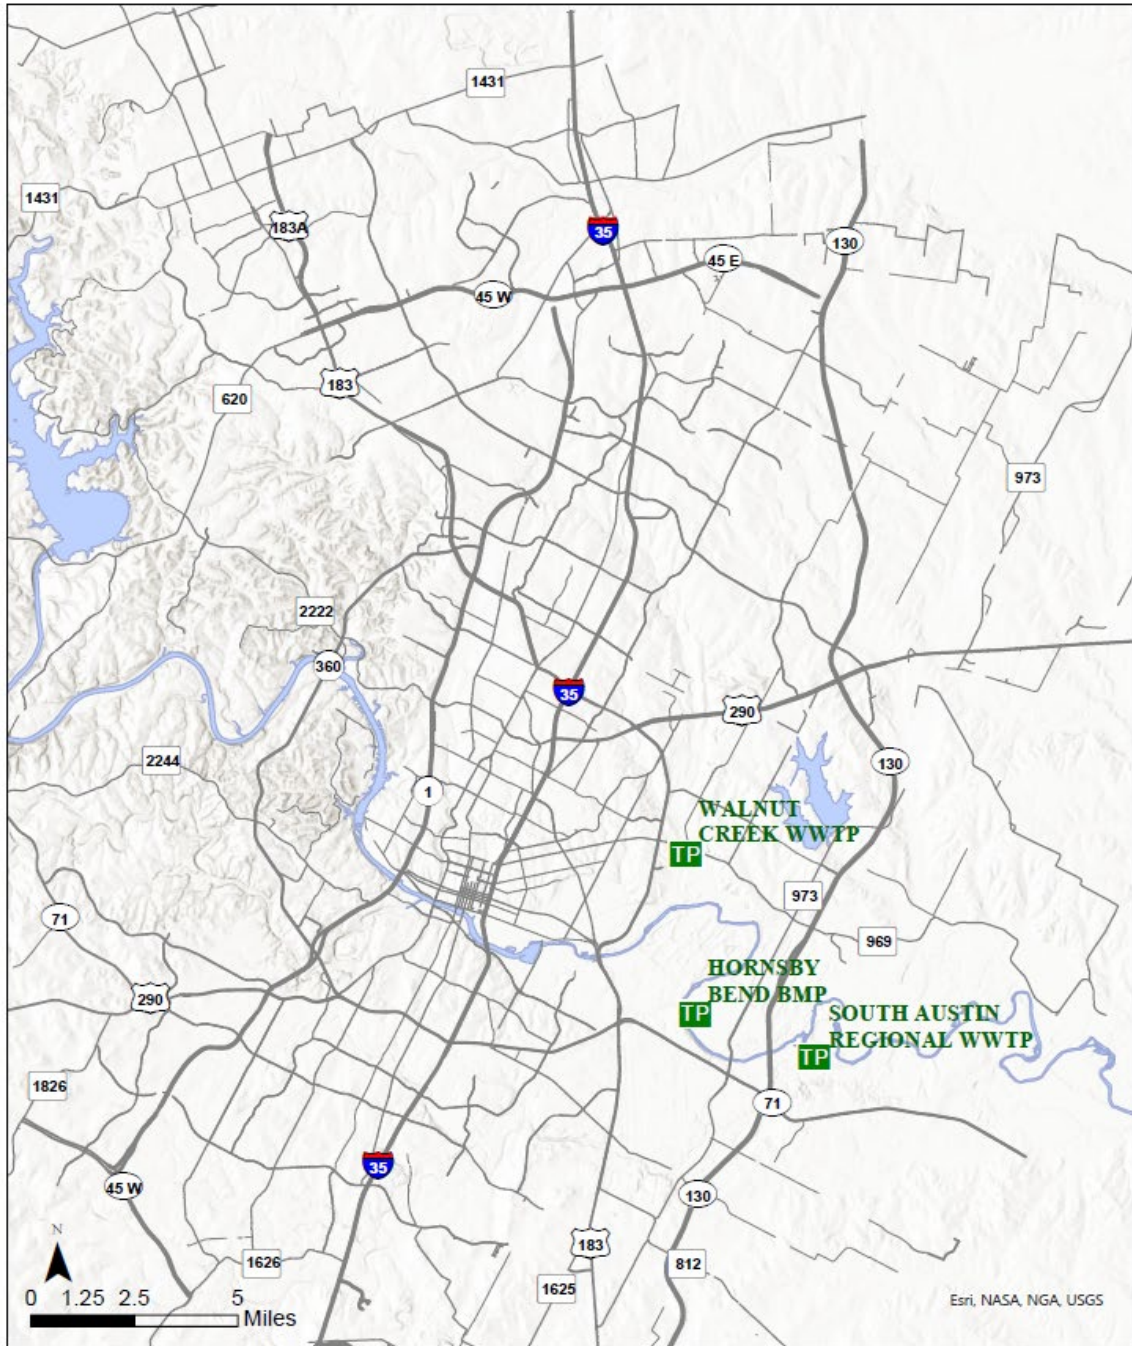 1431
1431
183A
35
130
45 E
45 W
183
620
973
2222
360
35
290
2244
130
1
WALNUT
CREEK WWTP
TP
973
71
969
HORNSBY
BEND BMP
290
TP
SOUTH AUSTIN
REGIONAL WWTP
TP
1826
71
35
45 W
130
N
183
1626
812
1625
0 1.25 2.5 5
Miles
Esri, NASA, NGA, USGS